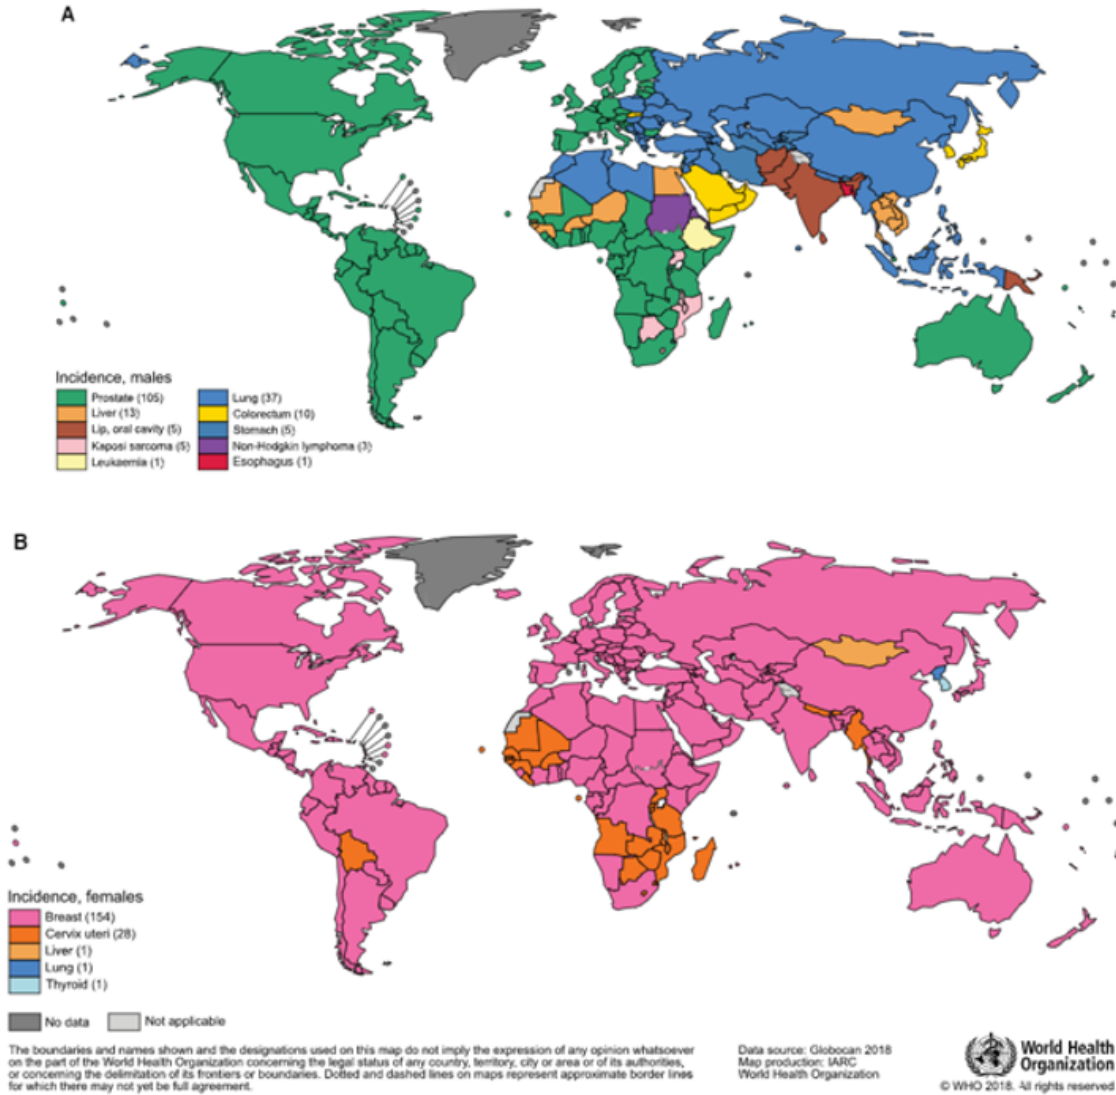 A
Incidence, males
Prostate (105)
Liver (13)
Lip, oral cavity (5)
Kaposi sarcoma (5)
Leukaemia (1)
Lung (37)
Colorectum (10)
Stomach (5)
Non-Hodgkin lymphoma (3)
Esophagus (1)
B
Incidence, females
Breast (154)
Cervix uteri (28)
Liver (1)
Lung (1)
Thyroid (1)
No data
Not applicable
The boundaries and names shown and the designations used on this map do not imply the expression of any opinion whatsoever
on the part of the World Health Organization concerning the legal status of any country, territory, city or area or of its authorities,
or concerning the delimitation of its frontiers or boundaries. Dotted and dashed lines on maps represent approximate border lines
for which there may not yet be full agreement.
Data source: Globocan 2018
Map production: IARC
World Health Organization
World Health
Organization
© WHO 2018. All rights reserved